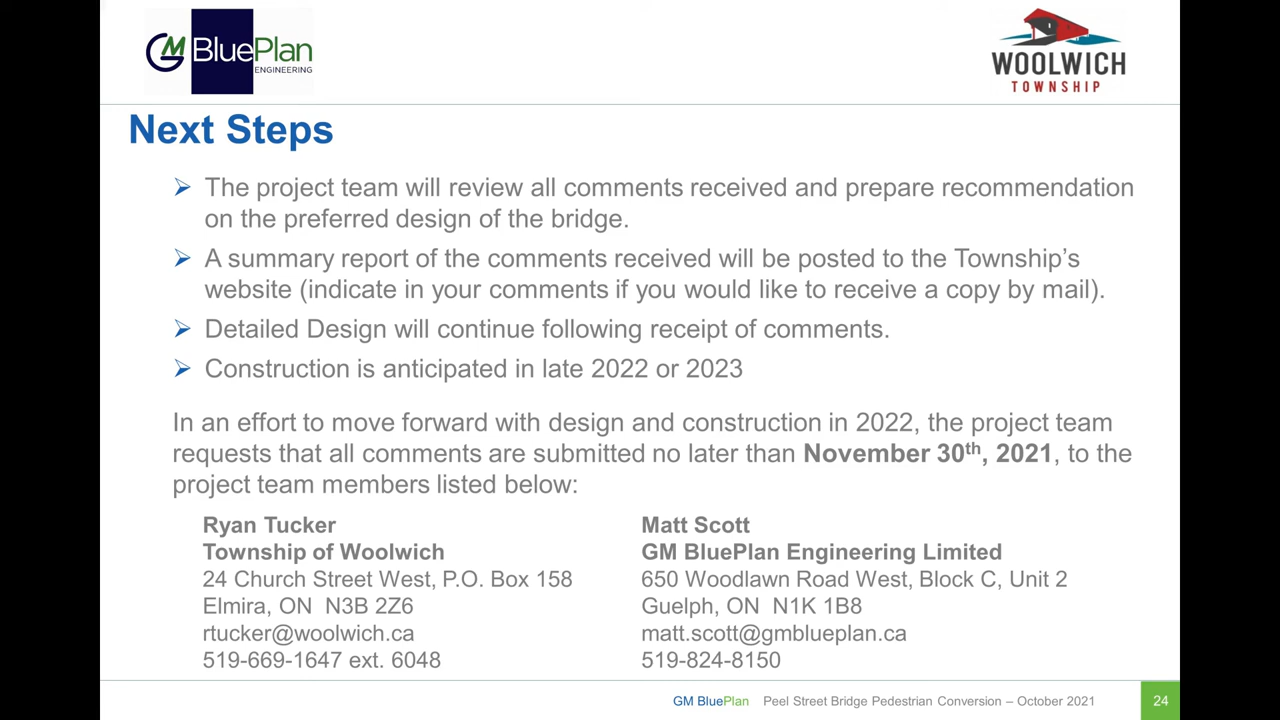 GM BluePlan
ENGINEERING
WOOLWICH
TOWNSHIP
Next Steps
The project team will review all comments received and prepare recommendation
on the preferred design of the bridge.
A summary report of the comments received will be posted to the Township's
website (indicate in your comments if you would like to receive a copy by mail).
Detailed Design will continue following receipt of comments.
Construction is anticipated in late 2022 or 2023
In an effort to move forward with design and construction in 2022, the project team
requests that all comments are submitted no later than November 30th, 2021, to the
project team members listed below:
Ryan Tucker
Township of Woolwich
24 Church Street West, P.O. Box 158
Elmira, ON  N3B 2Z6
rtucker@woolwich.ca
519-669-1647 ext. 6048
Matt Scott
GM BluePlan Engineering Limited
650 Woodlawn Road West, Block C, Unit 2
Guelph, ON  N1K 1B8
matt.scott@gmblueplan.ca
519-824-8150
GM BluePlan Peel Street Bridge Pedestrian Conversion – October 2021 24